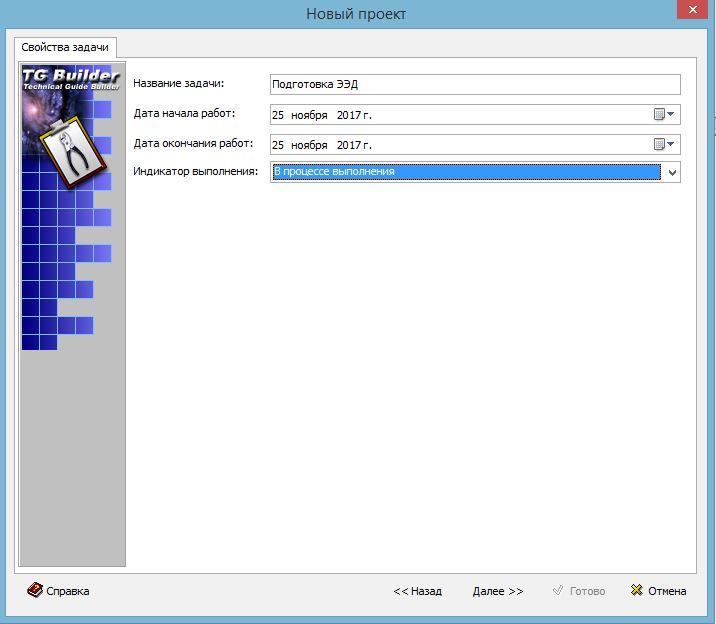 Новый проект
Свойства задачи
TG Builder
Technical Guide Builder
Название задачи: Подготовка ЭЭД
Дата начала работ: 25 ноября 2017 г.
Дата окончания работ: 25 ноября 2017 г.
Индикатор выполнения: В процессе выполнения
Справка << Назад Далее >> Готово Отмена